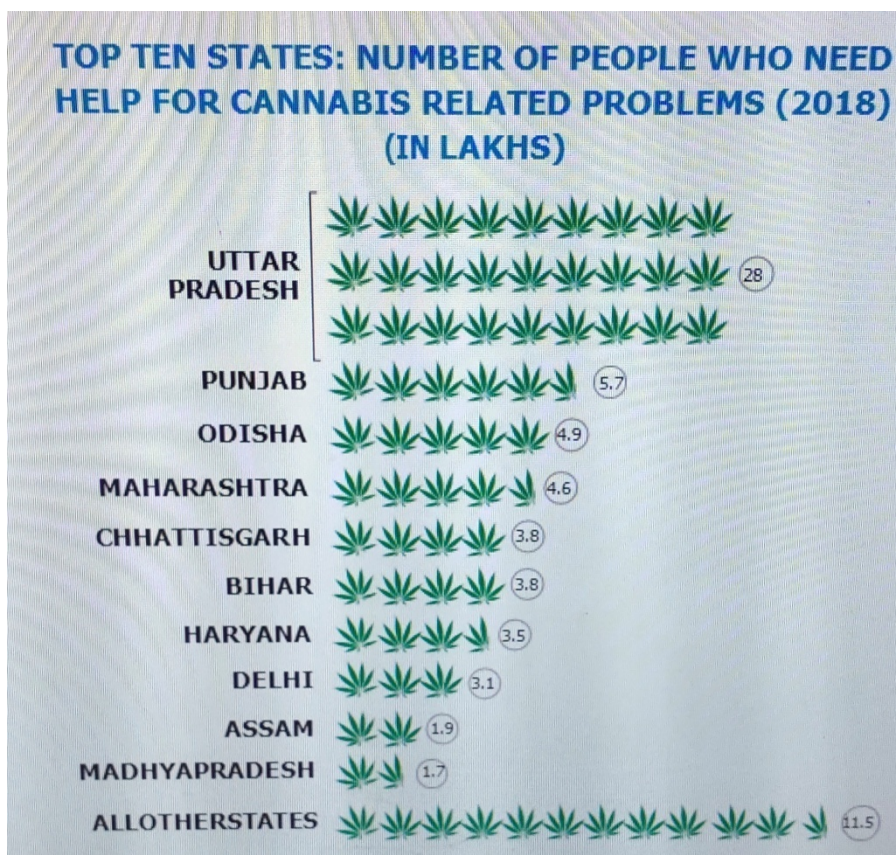 TOP TEN STATES: NUMBER OF PEOPLE WHO NEED
HELP FOR CANNABIS RELATED PROBLEMS (2018)
(IN LAKHS)
UTTAR
PRADESH
28
PUNJAB 5.7
ODISHA 4.9
MAHARASHTRA 4.6
CHHATTISGARH 3.8
BIHAR 3.8
HARYANA 3.5
DELHI 3.1
ASSAM 1.9
MADHYAPRADESH 1.7
ALLOTHERSTATES 11.5